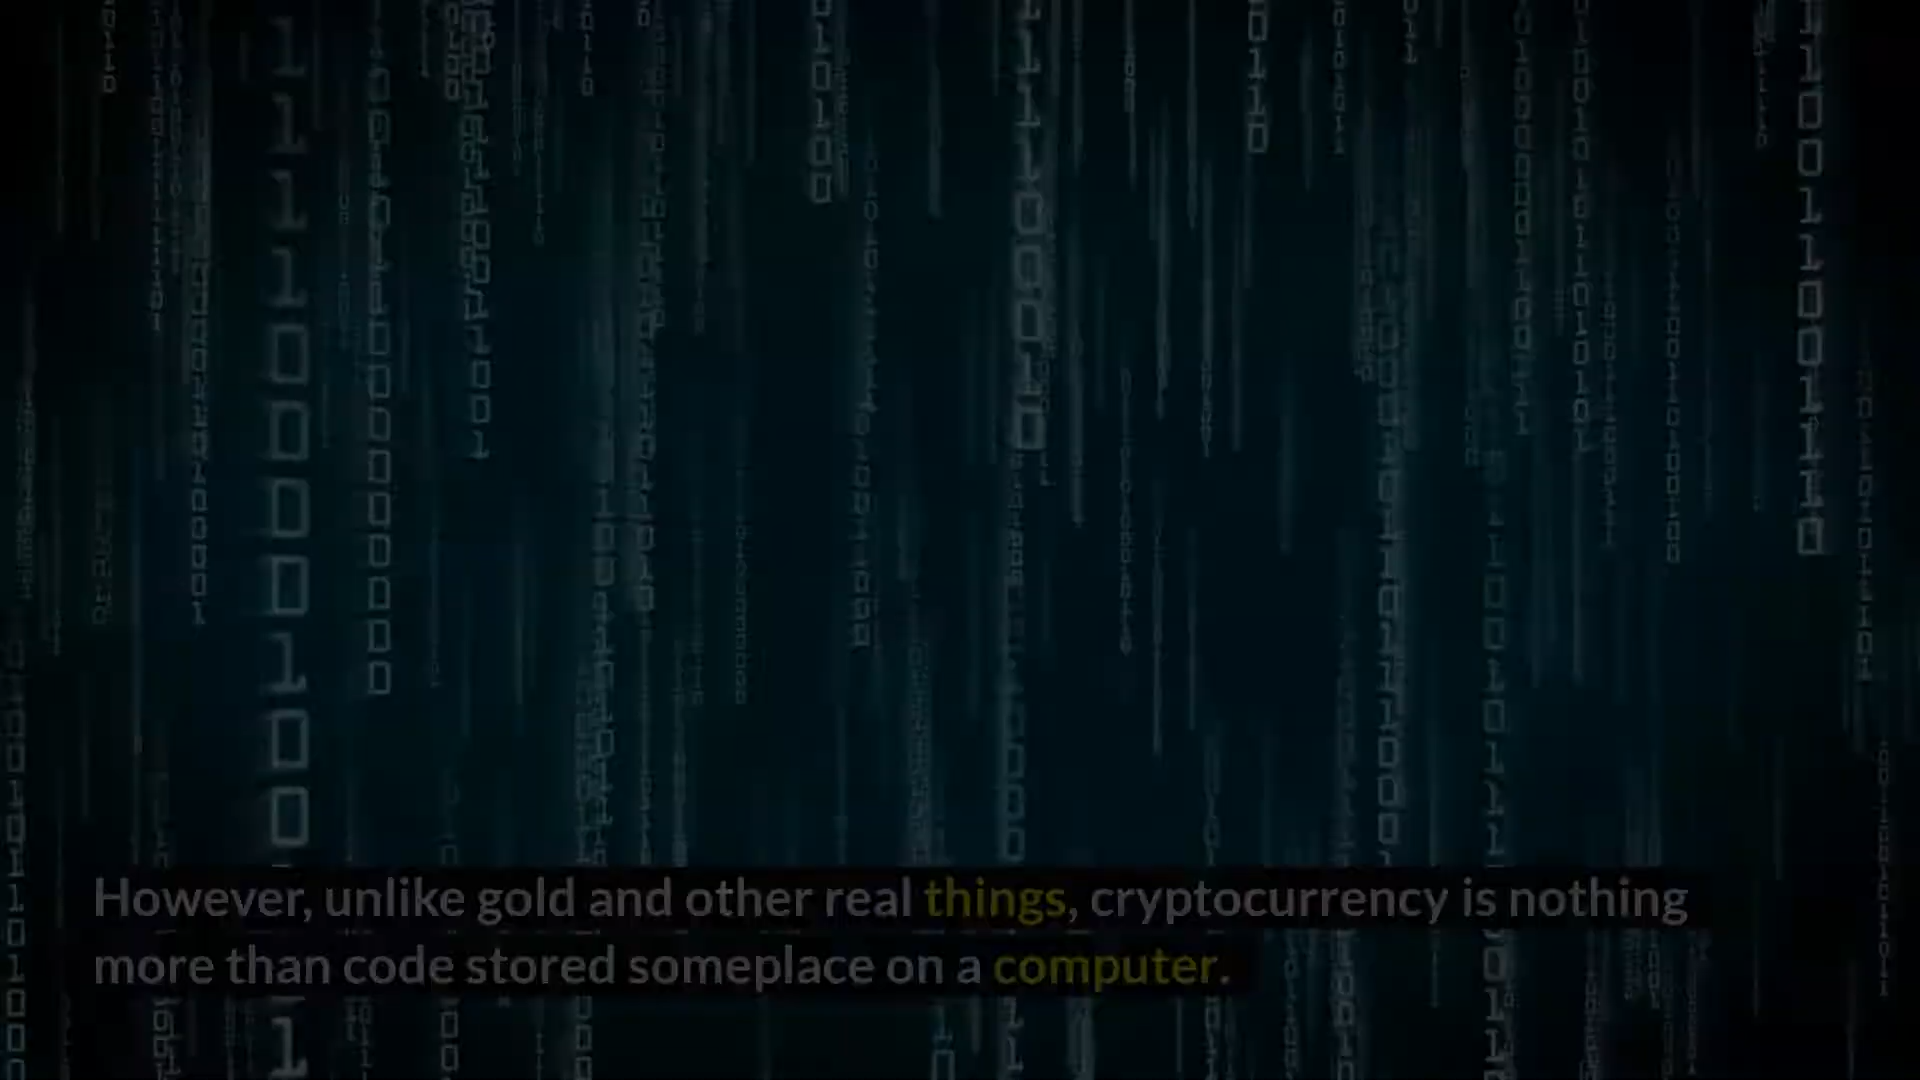 However, unlike gold and other real things, cryptocurrency is nothing
more than code stored someplace on a computer.